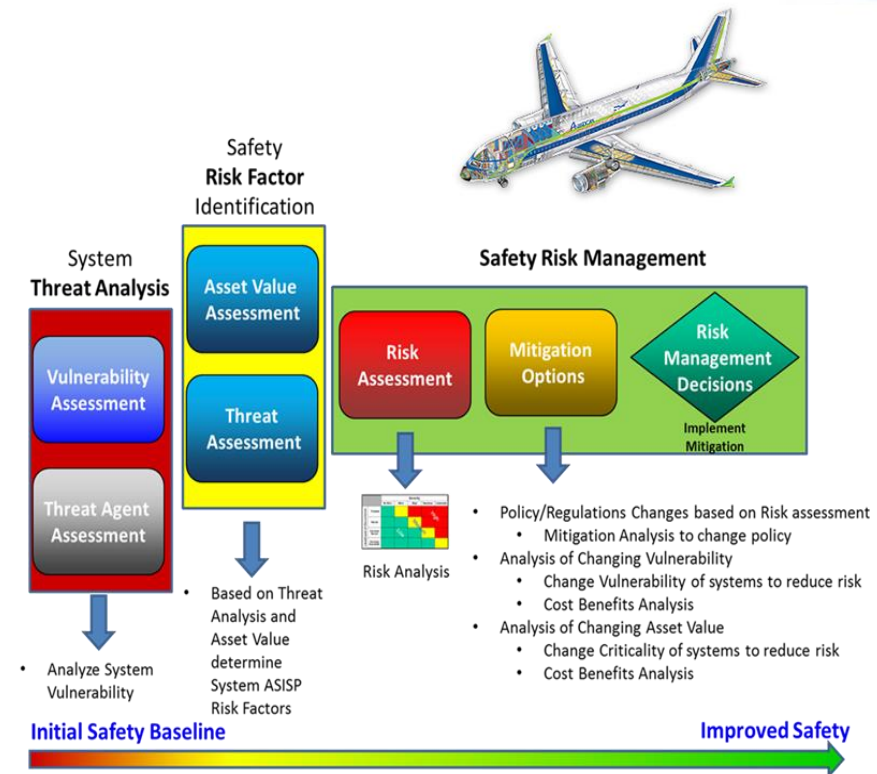 Safety
Risk Factor
Identification
System
Threat Analysis
Safety Risk Management
Vulnerability
Assessment
Threat Agent
Assessment
Asset Value
Assessment
Threat
Assessment
Risk
Assessment
Mitigation
Options
Risk
Management
Decisions
Implement
Mitigation
• Analyze System
Vulnerability
• Based on Threat
Analysis and
Asset Value
determine
System ASISP
Risk Factors
Risk Analysis
• Policy/Regulations Changes based on Risk assessment
• Mitigation Analysis to change policy
• Analysis of Changing Vulnerability
• Change Vulnerability of systems to reduce risk
• Cost Benefits Analysis
• Analysis of Changing Asset Value
• Change Criticality of systems to reduce risk
• Cost Benefits Analysis
Initial Safety Baseline
Improved Safety